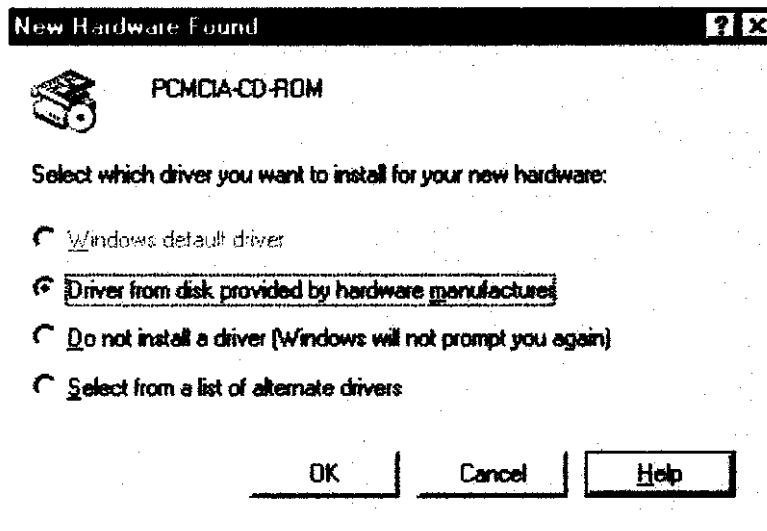 New Hardware Found
PCMCIA-CD-ROM
Select which driver you want to install for your new hardware:
Windows default driver
Driver from disk provided by hardware manufacturer
Do not install a driver (Windows will not prompt you again)
Select from a list of alternate drivers
OK Cancel Help